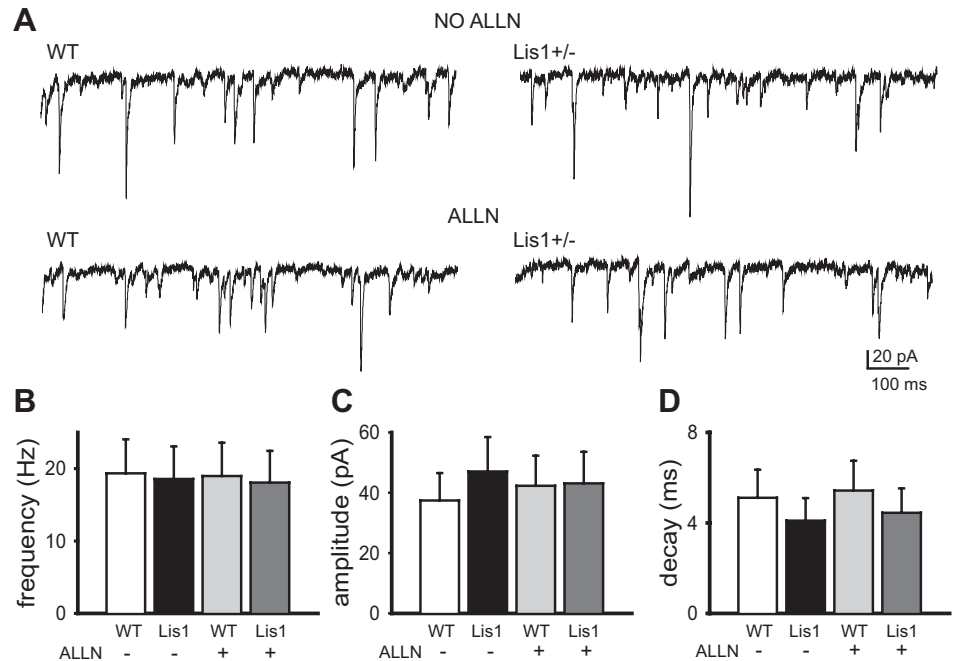 A
NO ALLN
WT
Lis1+/-
ALLN
WT
Lis1+/-
20 pA
100 ms
B
frequency (Hz)
20
10
0
WT Lis1 WT Lis1
ALLN - - + +
C
amplitude (pA)
60
40
20
0
WT Lis1 WT Lis1
ALLN - - + +
D
decay (ms)
8
4
0
WT Lis1 WT Lis1
ALLN - - + +